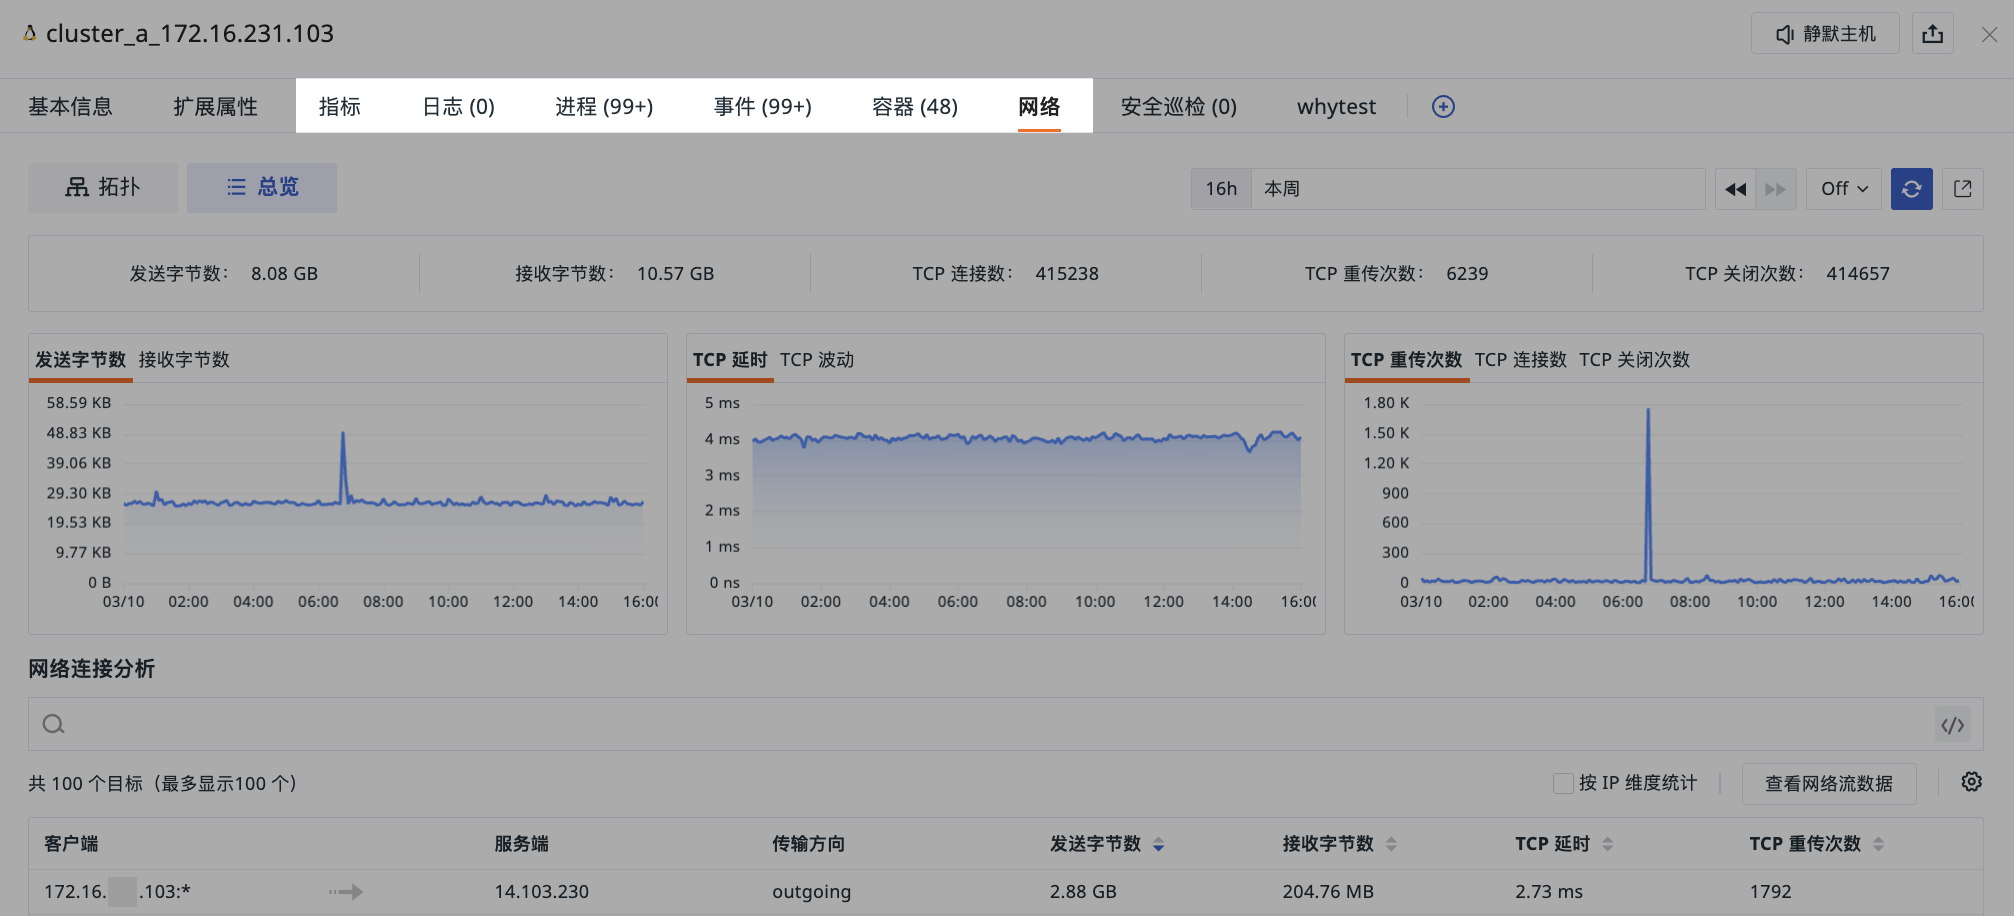 cluster_a_172.16.231.103
静默主机
基本信息 扩展属性 指标 日志 (0) 进程 (99+) 事件 (99+) 容器 (48) 网络 安全巡检 (0) whytest
拓扑 总览 16h 本周 Off
发送字节数： 8.08 GB 接收字节数： 10.57 GB TCP 连接数： 415238 TCP 重传次数： 6239 TCP 关闭次数： 414657
发送字节数 接收字节数
58.59 KB
48.83 KB
39.06 KB
29.30 KB
19.53 KB
9.77 KB
0 B
03/10 02:00 04:00 06:00 08:00 10:00 12:00 14:00 16:00
TCP 延时 TCP 波动
5 ms
4 ms
3 ms
2 ms
1 ms
0 ns
03/10 02:00 04:00 06:00 08:00 10:00 12:00 14:00 16:00
TCP 重传次数 TCP 连接数 TCP 关闭次数
1.80 K
1.50 K
1.20 K
900
600
300
0
03/10 02:00 04:00 06:00 08:00 10:00 12:00 14:00 16:00
网络连接分析
</>
共 100 个目标（最多显示100 个） 按 IP 维度统计 查看网络流数据
客户端 服务端 传输方向 发送字节数 接收字节数 TCP 延时 TCP 重传次数
172.16. .103:* 14.103.230 outgoing 2.88 GB 204.76 MB 2.73 ms 1792